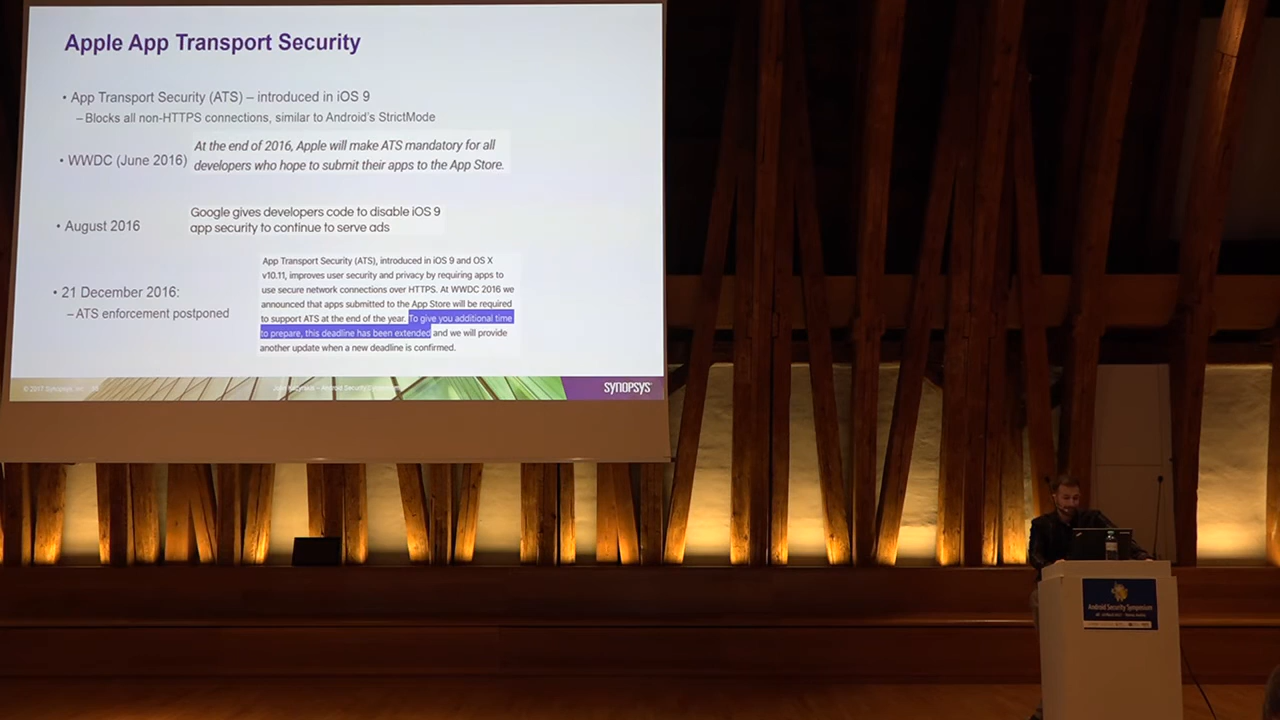 Apple App Transport Security
• App Transport Security (ATS) – introduced in iOS 9
– Blocks all non-HTTPS connections, similar to Android's StrictMode
• WWDC (June 2016)
At the end of 2016, Apple will make ATS mandatory for all
developers who hope to submit their apps to the App Store.
• August 2016
Google gives developers code to disable iOS 9
app security to continue to serve ads
• 21 December 2016:
– ATS enforcement postponed
App Transport Security (ATS), introduced in iOS 9 and OS X
v10.11, improves user security and privacy by requiring apps to
use secure network connections over HTTPS. At WWDC 2016 we
announced that apps submitted to the App Store will be required
to support ATS at the end of the year. To give you additional time
to prepare, this deadline has been extended and we will provide
another update when a new deadline is confirmed.
© 2017 Synopsys, Inc.
SYNOPSYS
Android Security Symposium